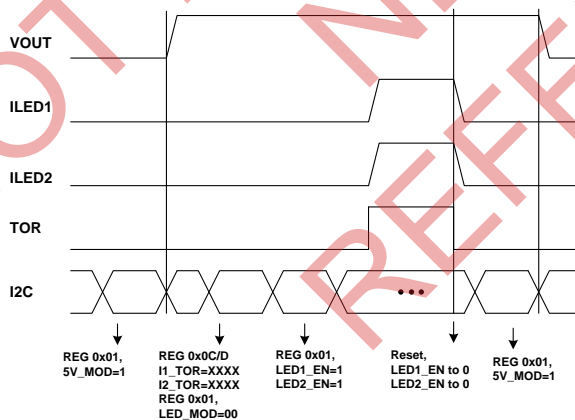 VOUT
ILED1
ILED2
TOR
I2C
REG 0x01,
5V_MOD=1
REG 0x0C/D
I1_TOR=XXXX
I2_TOR=XXXX
REG 0x01,
LED_MOD=00
REG 0x01,
LED1_EN=1
LED2_EN=1
Reset,
LED1_EN to 0
LED2_EN to 0
REG 0x01,
5V_MOD=1